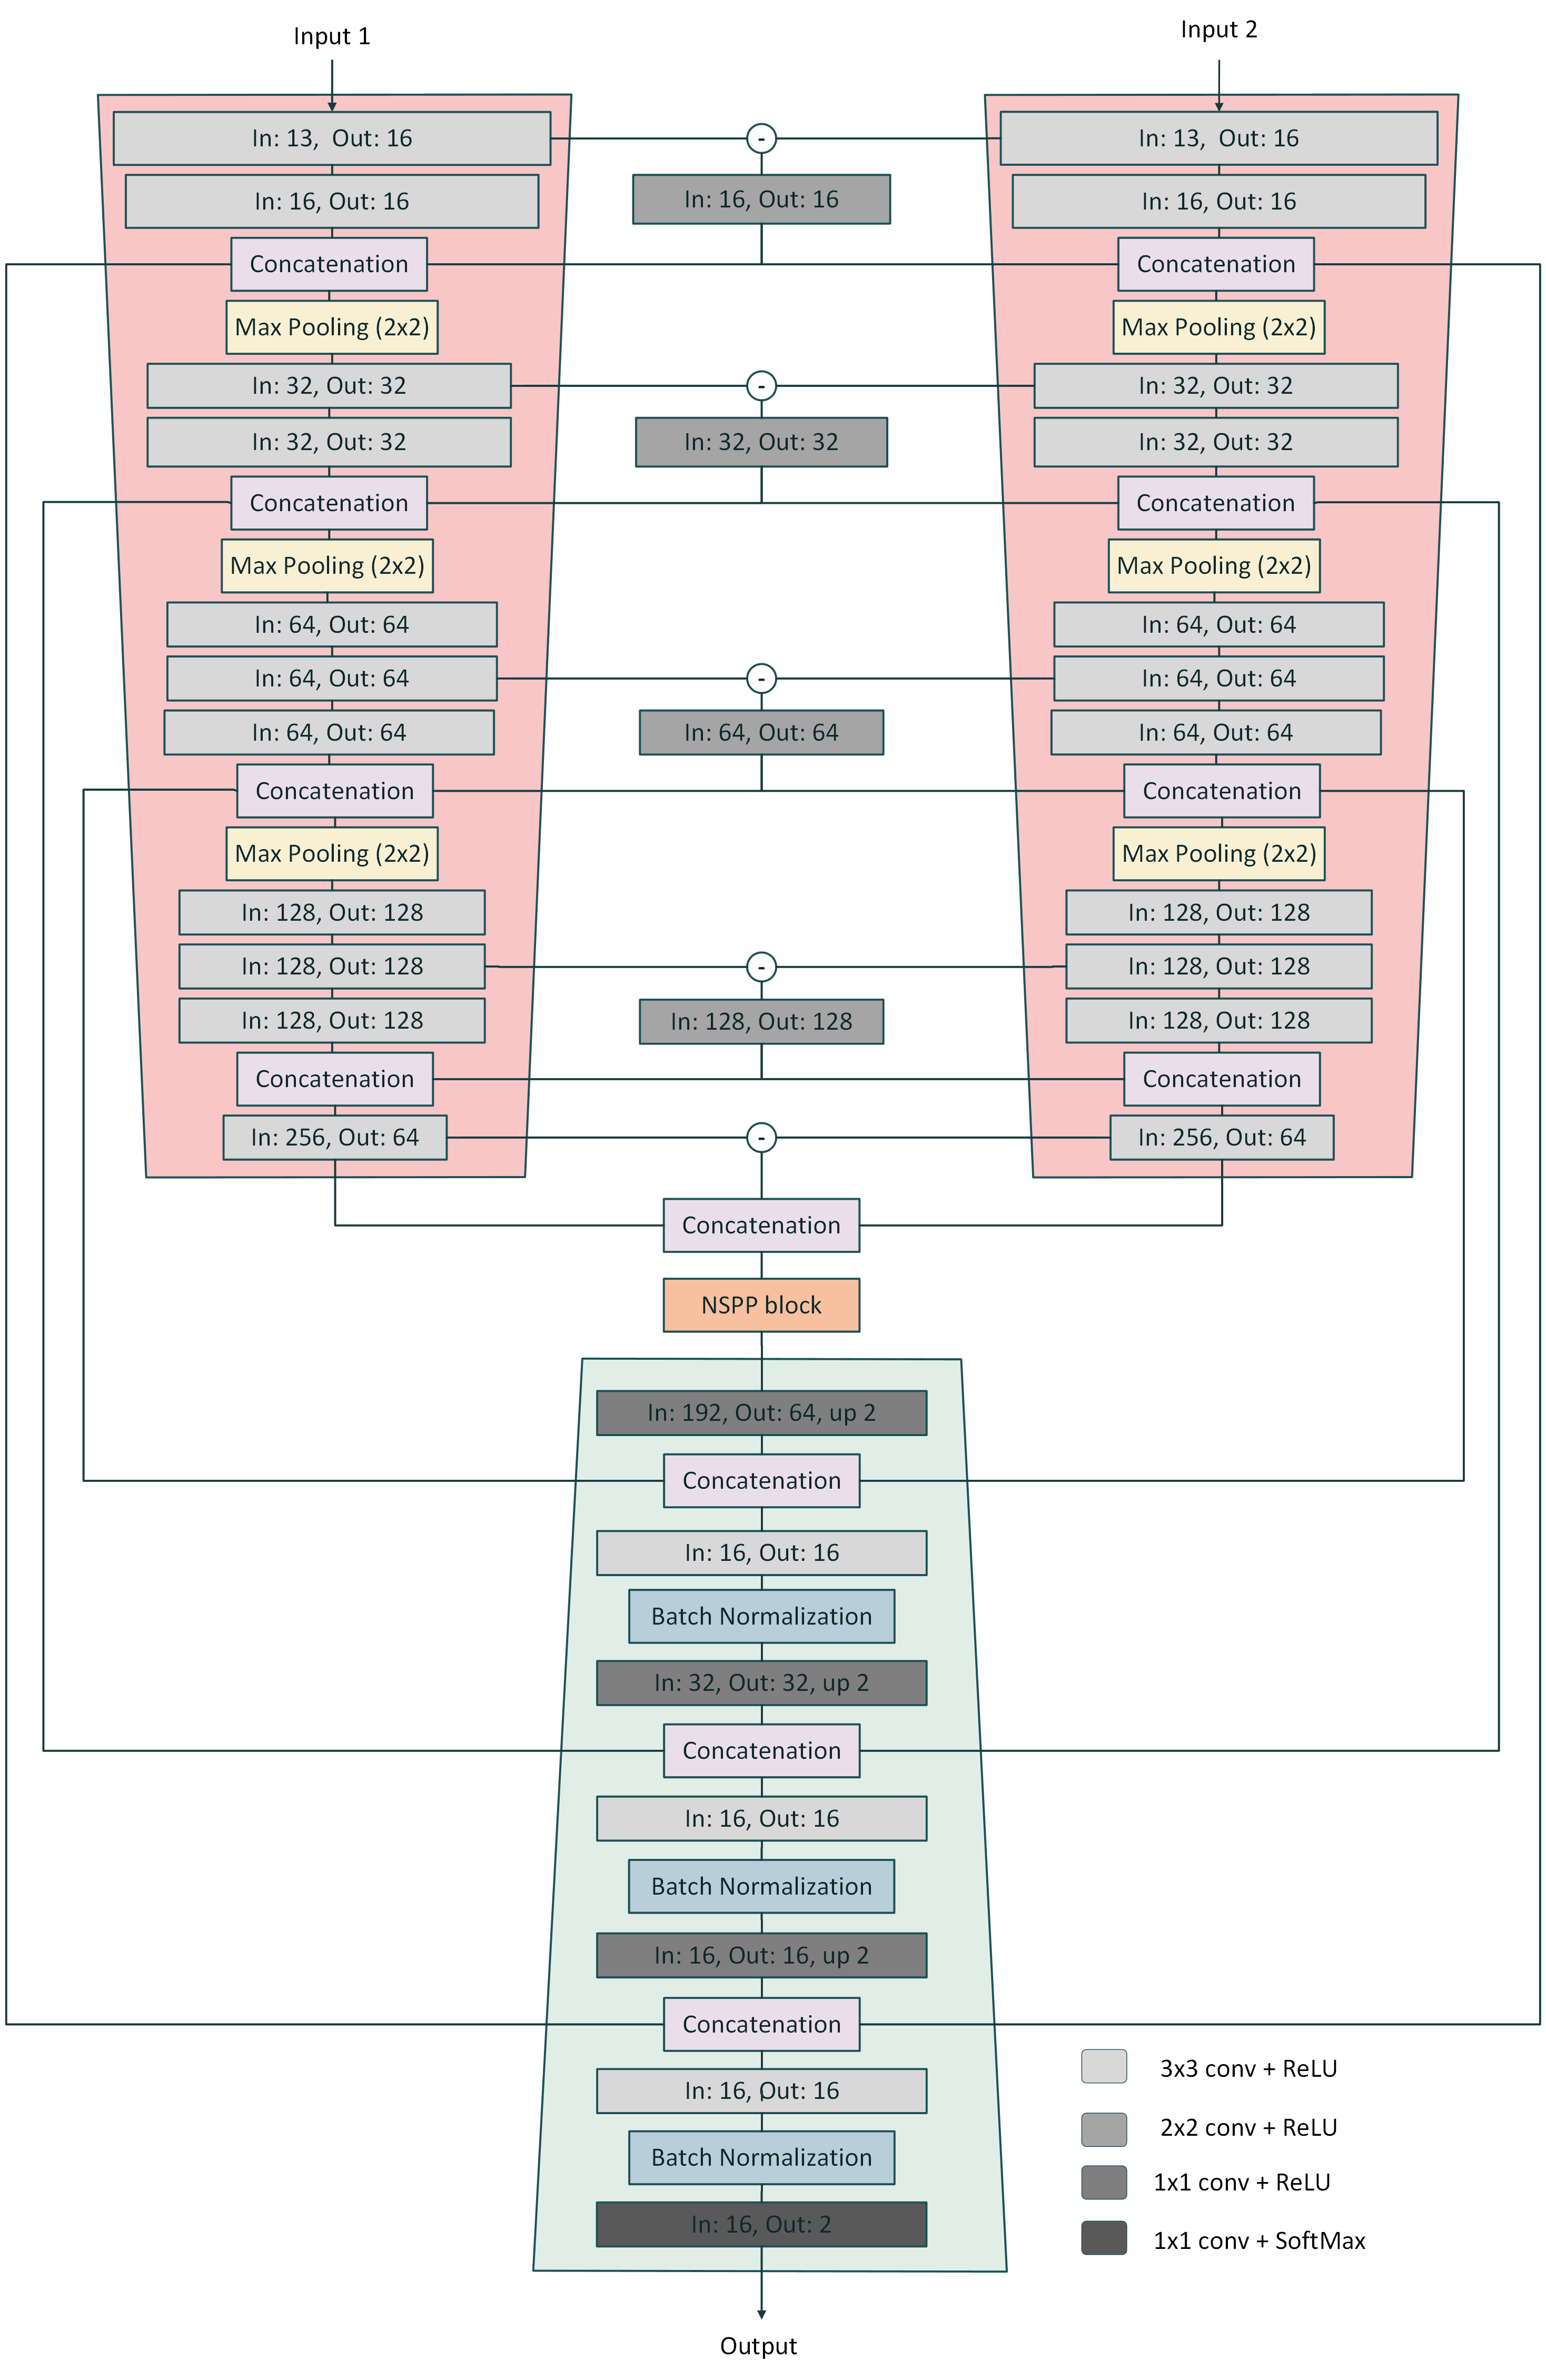 Input 1
Input 2
In: 13,  Out: 16
-
In: 13,  Out: 16
In: 16, Out: 16
In: 16, Out: 16
In: 16, Out: 16
Concatenation
Concatenation
Max Pooling (2x2)
Max Pooling (2x2)
In: 32, Out: 32
-
In: 32, Out: 32
In: 32, Out: 32
In: 32, Out: 32
In: 32, Out: 32
Concatenation
Concatenation
Max Pooling (2x2)
Max Pooling (2x2)
In: 64, Out: 64
In: 64, Out: 64
In: 64, Out: 64
-
In: 64, Out: 64
In: 64, Out: 64
In: 64, Out: 64
In: 64, Out: 64
Concatenation
Concatenation
Max Pooling (2x2)
Max Pooling (2x2)
In: 128, Out: 128
In: 128, Out: 128
In: 128, Out: 128
-
In: 128, Out: 128
In: 128, Out: 128
In: 128, Out: 128
In: 128, Out: 128
Concatenation
Concatenation
In: 256, Out: 64
-
In: 256, Out: 64
Concatenation
NSPP block
In: 192, Out: 64, up 2
Concatenation
In: 16, Out: 16
Batch Normalization
In: 32, Out: 32, up 2
Concatenation
In: 16, Out: 16
Batch Normalization
In: 16, Out: 16, up 2
Concatenation
In: 16, Out: 16
Batch Normalization
In: 16, Out: 2
Output
3x3 conv + ReLU
2x2 conv + ReLU
1x1 conv + ReLU
1x1 conv + SoftMax